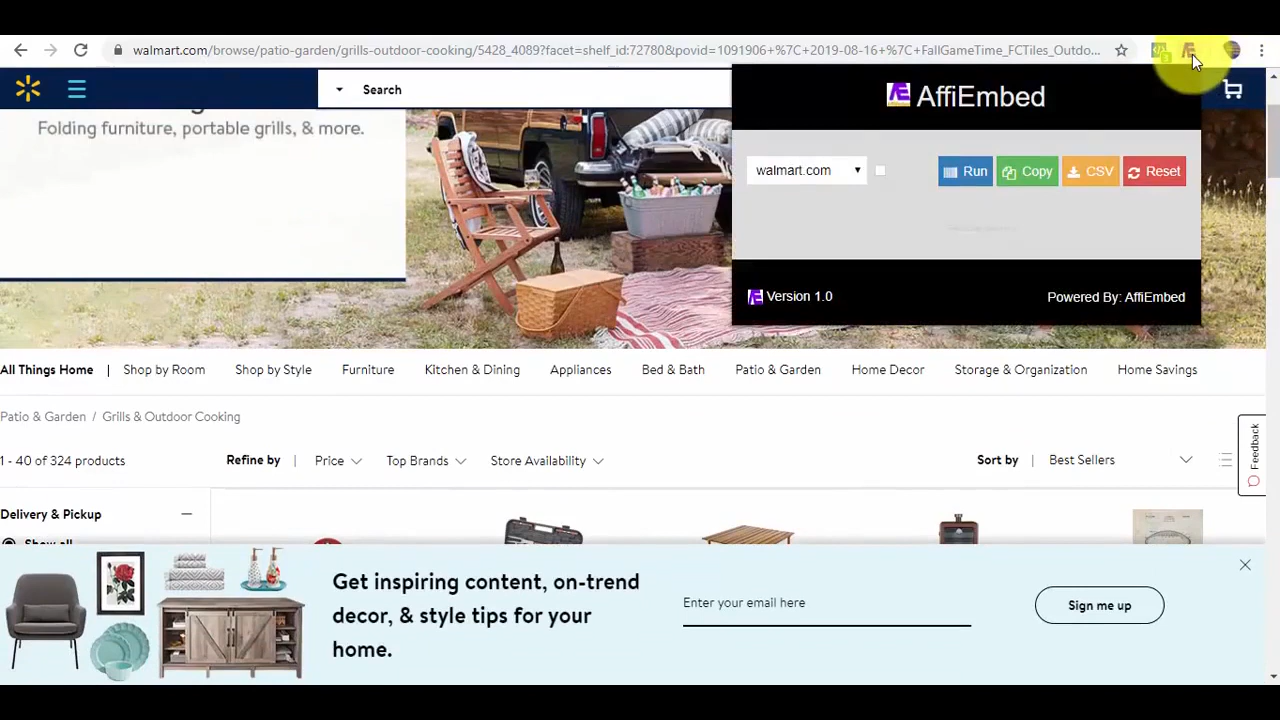 walmart.com/browse/patio-garden/grills-outdoor-cooking/5428_4089?facet=shelf_id:72780&povid=1091906+%7C+2019-08-16+%7C+FallGameTime_FCTiles_Outdo...
3
Search
Folding furniture, portable grills, & more.
Æ AffiEmbed
walmart.com
Run
Copy
CSV
Reset
Æ Version 1.0
Powered By: AffiEmbed
All Things Home | Shop by Room Shop by Style Furniture Kitchen & Dining Appliances Bed & Bath Patio & Garden Home Decor Storage & Organization Home Savings
Patio & Garden / Grills & Outdoor Cooking
1 - 40 of 324 products
Refine by | Price Top Brands Store Availability
Sort by | Best Sellers
Feedback
Delivery & Pickup
Show all
Get inspiring content, on-trend
decor, & style tips for your
home.
Enter your email here
Sign me up